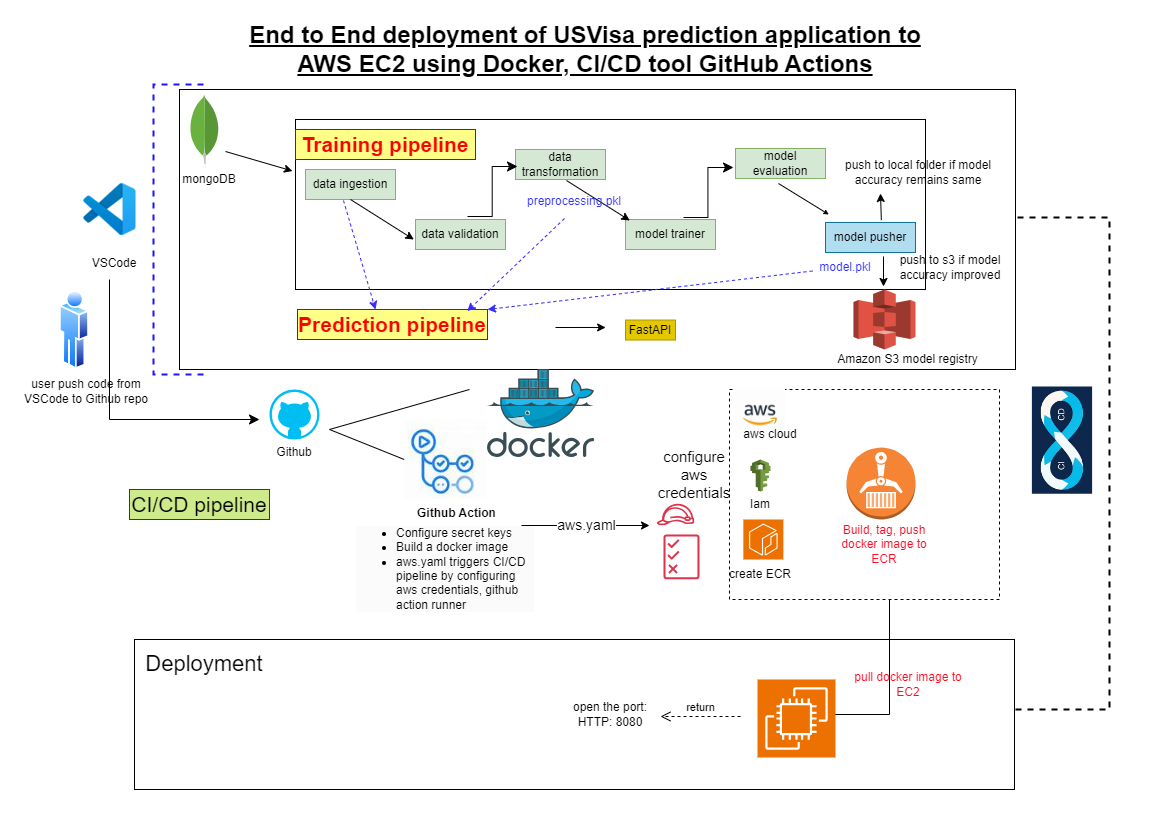 End to End deployment of USVisa prediction application to
AWS EC2 using Docker, CI/CD tool GitHub Actions
mongoDB
Training pipeline
data ingestion
data validation
data
transformation
preprocessing.pkl
model trainer
model
evaluation
push to local folder if model
accuracy remains same
model pusher
model.pkl
push to s3 if model
accuracy improved
VSCode
Prediction pipeline
FastAPI
Amazon S3 model registry
user push code from
VSCode to Github repo
Github
docker
Github Action
Configure secret keys
Build a docker image
aws.yaml triggers CI/CD
pipeline by configuring
aws credentials, github
action runner
CI/CD pipeline
aws.yaml
configure
aws
credentials
aws
aws cloud
Iam
create ECR
Build, tag, push
docker image to
ECR
CD
CI
Deployment
pull docker image to
EC2
return
open the port:
HTTP: 8080